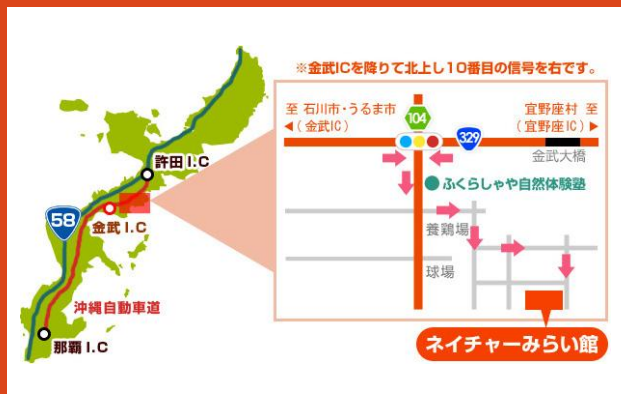 ※金武ICを降りて北上し10番目の信号を右です。
至 石川市・うるま市
◀(金武IC)
104
329
宜野座村 至
(宜野座IC)▶
金武大橋
ふくらしゃや自然体験塾
養鶏場
球場
ネイチャーみらい館
許田I.C
58
金武I.C
沖縄自動車道
那覇I.C